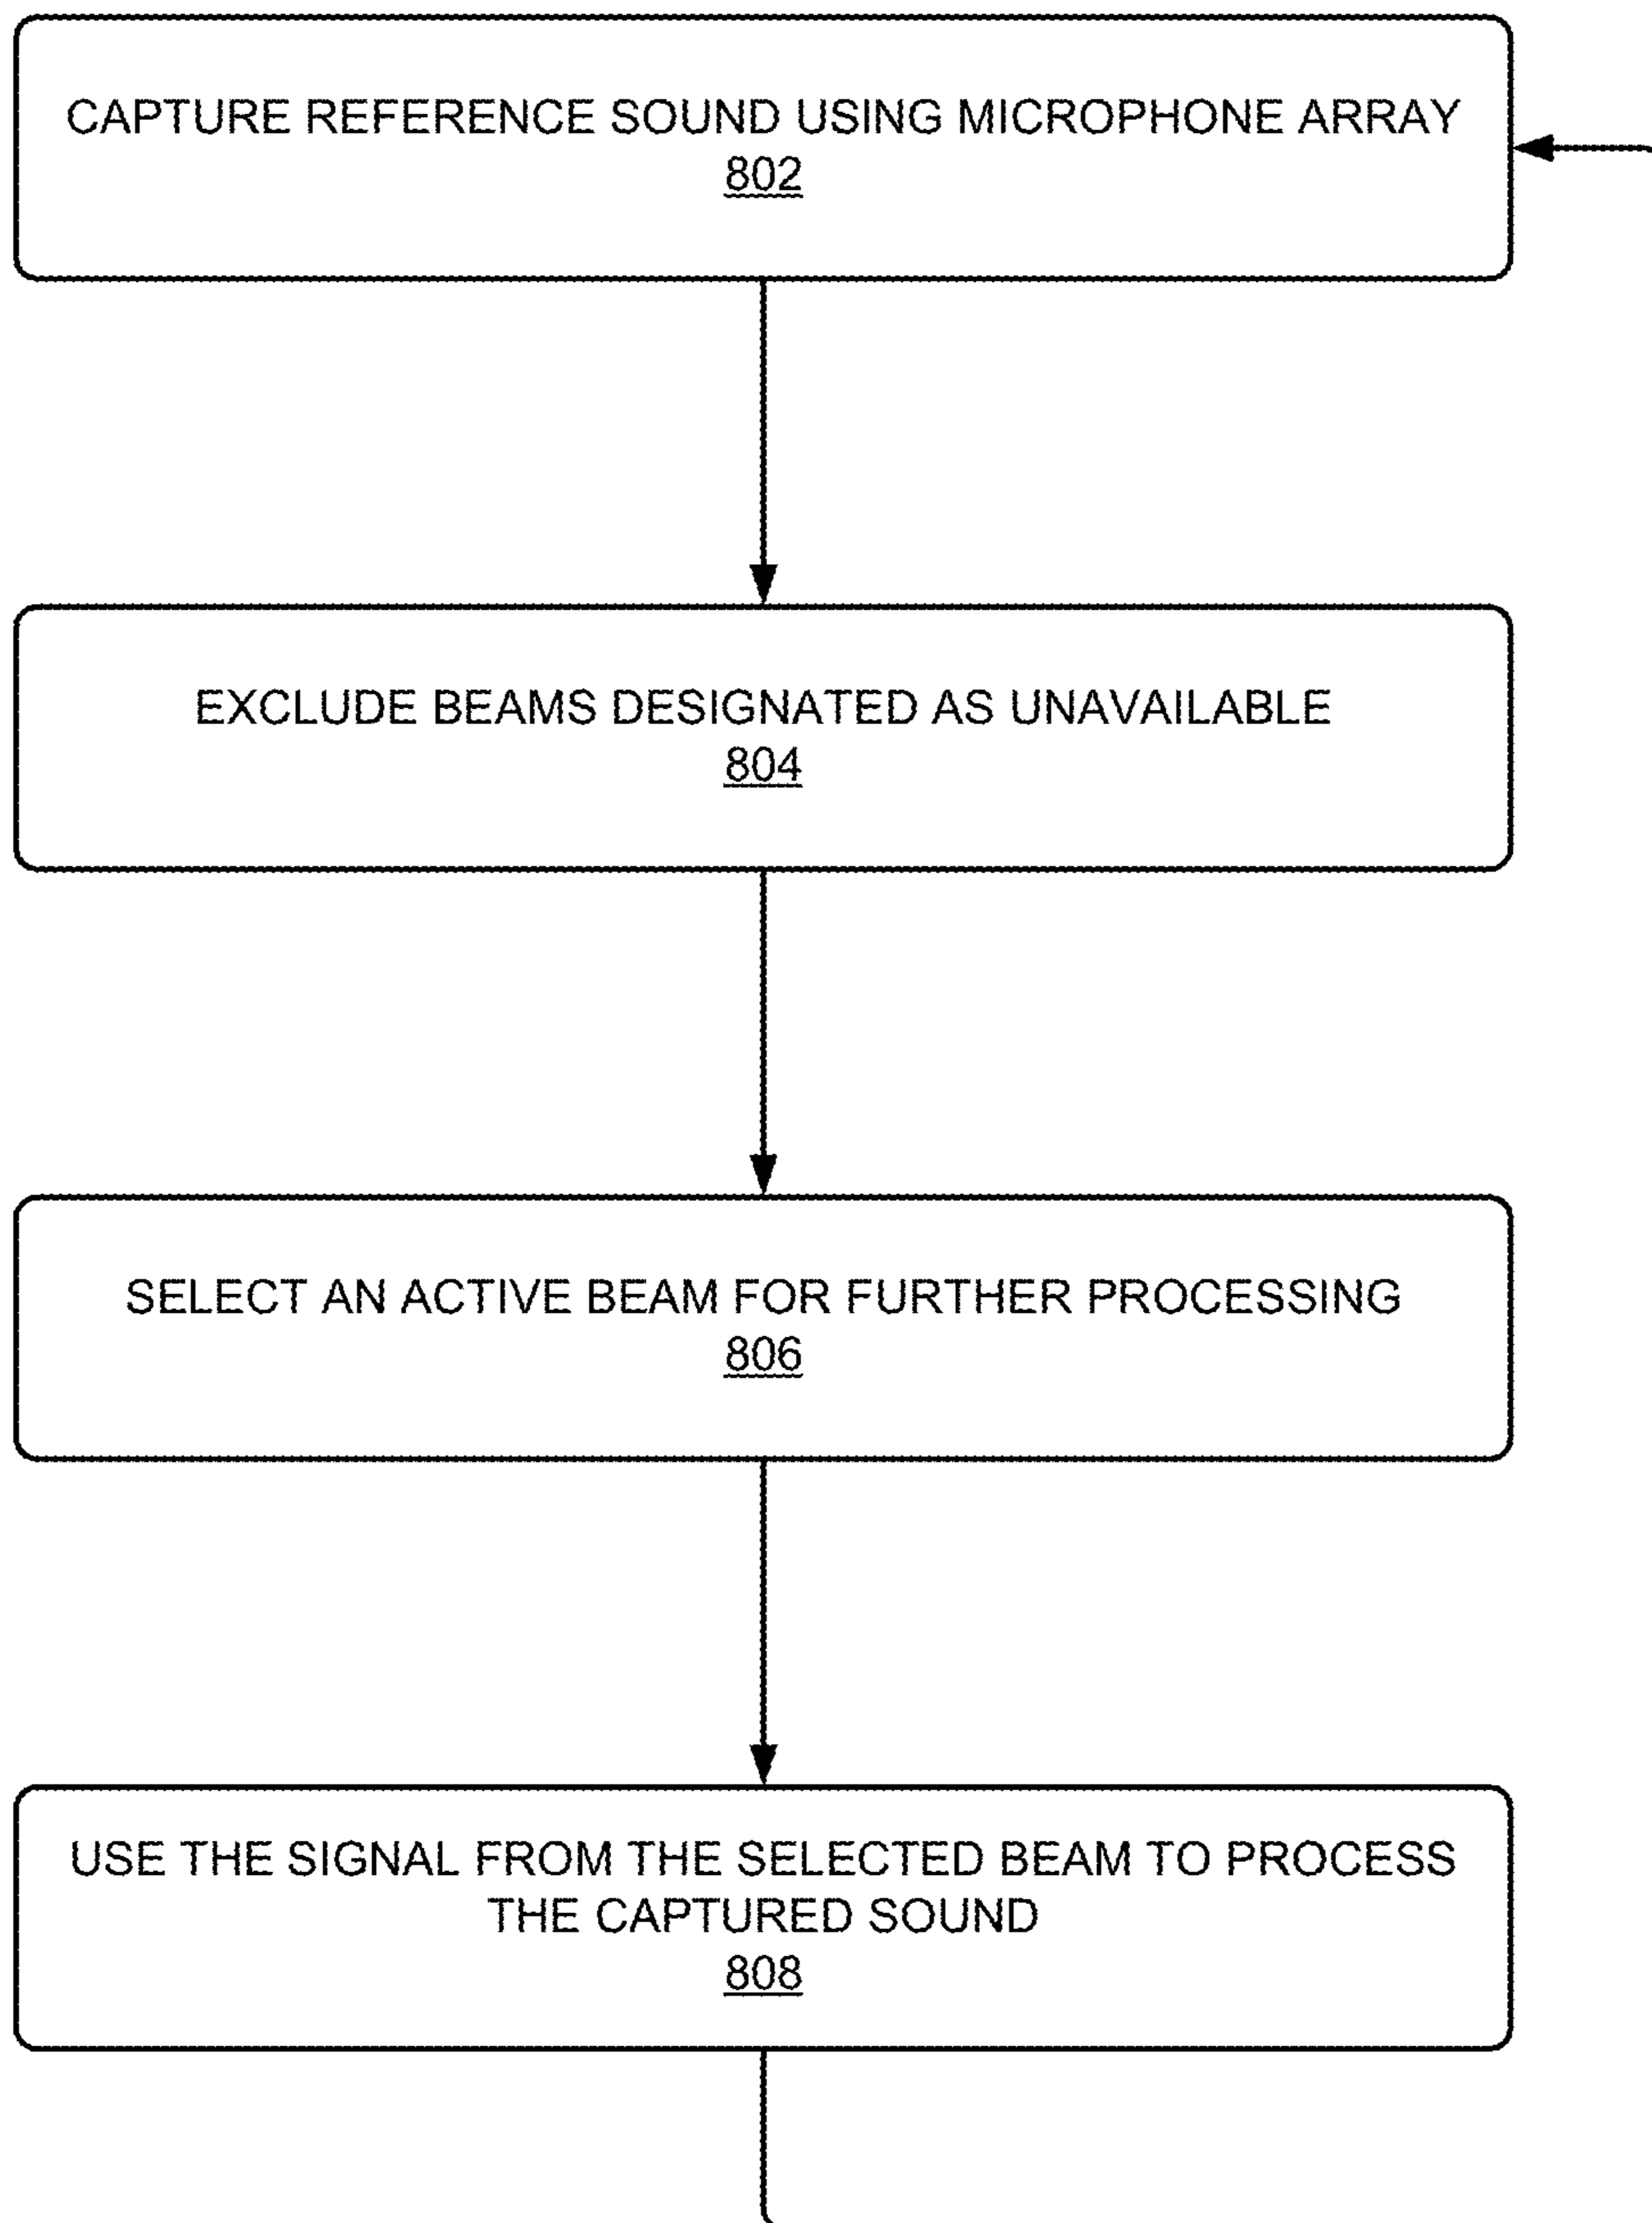 CAPTURE REFERENCE SOUND USING MICROPHONE ARRAY
802
EXCLUDE BEAMS DESIGNATED AS UNAVAILABLE
804
SELECT AN ACTIVE BEAM FOR FURTHER PROCESSING
806
USE THE SIGNAL FROM THE SELECTED BEAM TO PROCESS
THE CAPTURED SOUND
808